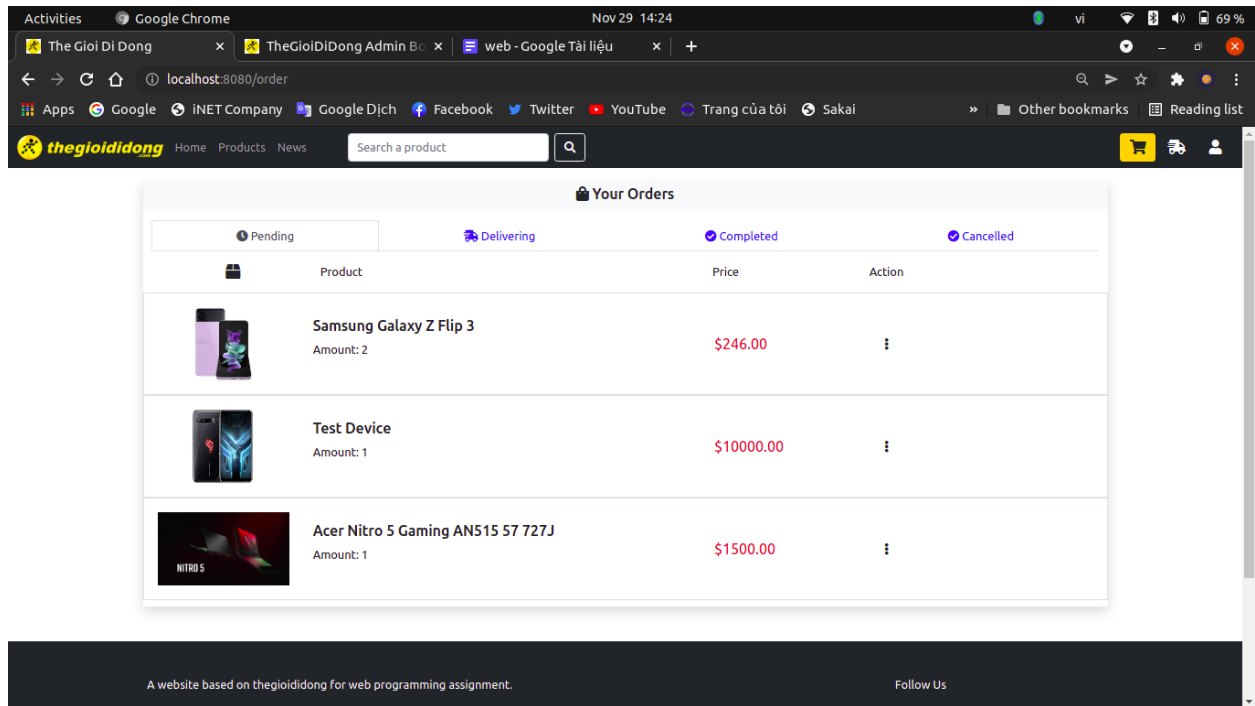 Activities Google Chrome Nov 29 14:24 vi 69 %
The Gioi Di Dong TheGioiDiDong Admin Bo web - Google Tài liệu
localhost:8080/order
Apps Google iNET Company Google Dịch Facebook Twitter YouTube Trang của tôi Sakai » Other bookmarks Reading list
thegioididong.com Home Products News Search a product
Your Orders
Pending Delivering Completed Cancelled
Product Price Action
Samsung Galaxy Z Flip 3
Amount: 2
$246.00
Test Device
Amount: 1
$10000.00
Acer Nitro 5 Gaming AN515 57 727J
Amount: 1
$1500.00
NITRO 5
A website based on thegioididong for web programming assignment. Follow Us